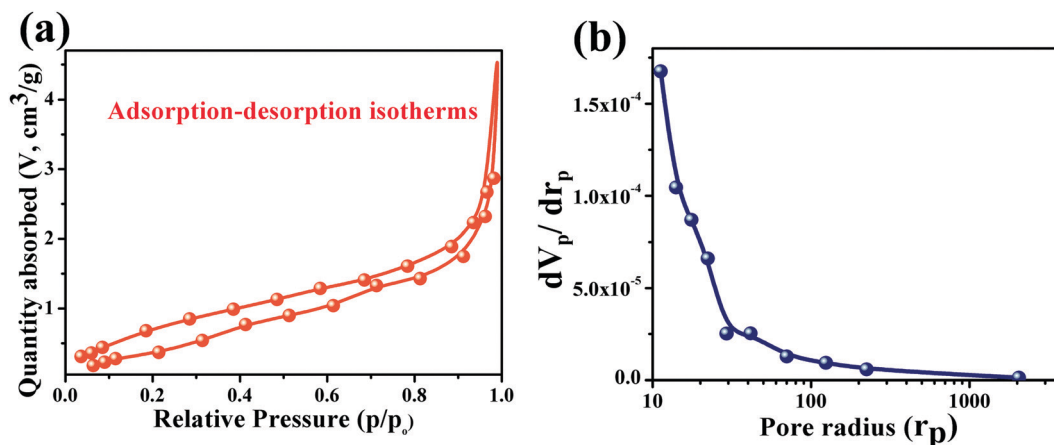 (a)
Quantity absorbed (V, cm³/g)
4
3
2
1
Adsorption-desorption isotherms
0.0 0.2 0.4 0.6 0.8 1.0
Relative Pressure (p/pₒ)
(b)
dVₚ/ drₚ
1.5x10⁻⁴
1.0x10⁻⁴
5.0x10⁻⁵
0.0
10 100 1000
Pore radius (rₚ)